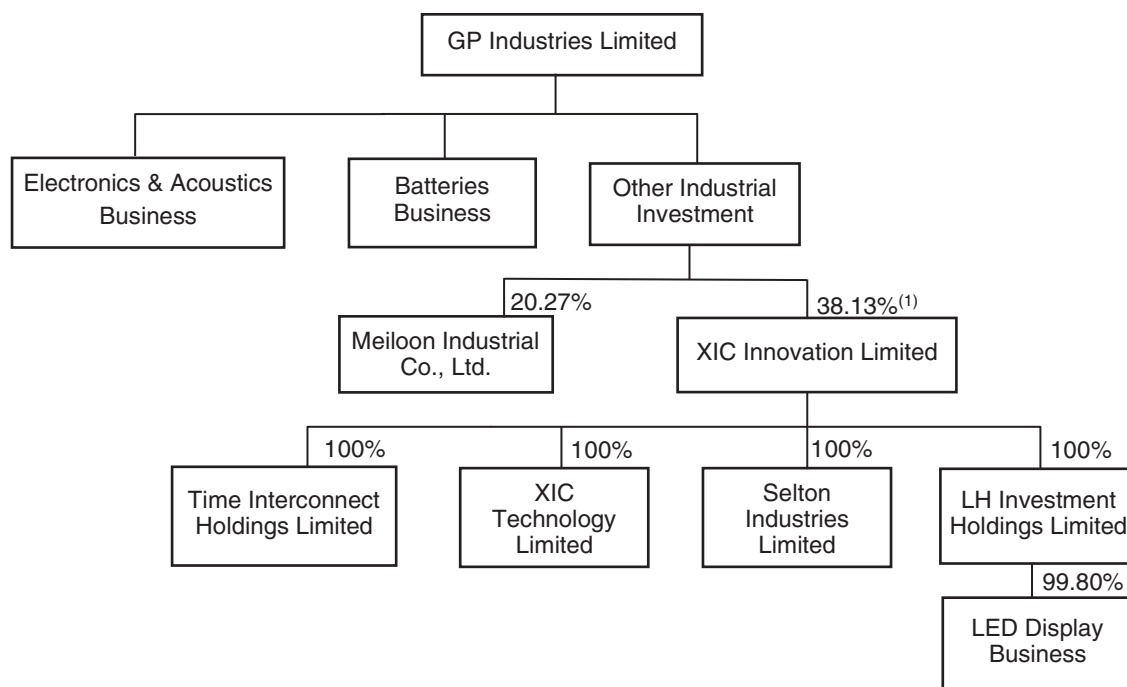 GP Industries Limited
Electronics & Acoustics
Business
Batteries
Business
Other Industrial
Investment
20.27%
38.13%(1)
Meiloon Industrial
Co., Ltd.
XIC Innovation Limited
100%
100%
100%
100%
Time Interconnect
Holdings Limited
XIC
Technology
Limited
Selton
Industries
Limited
LH Investment
Holdings Limited
99.80%
LED Display
Business